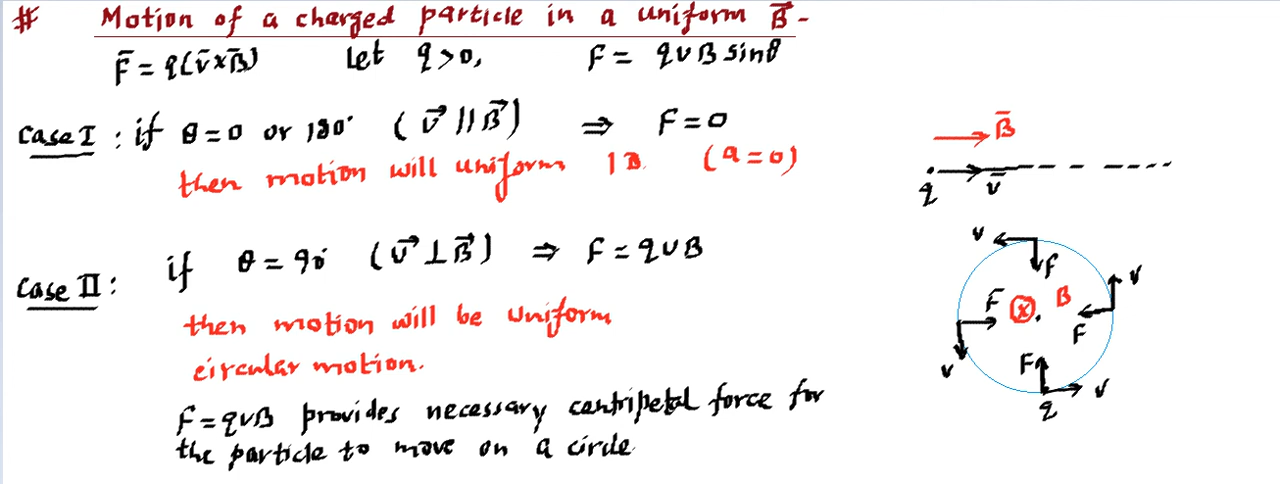 # Motion of a charged particle in a uniform B⃗ -
F̄ = q(v̄×B̄) Let q>0, F = qvB sinθ
Case I : if θ=0 or 180° ( v⃗ || B⃗ ) ⇒ F=0
then motion will uniform 1D. (a=0)
B̄
q v̄
Case II : if θ = 90° ( v⃗ ⊥ B⃗ ) ⇒ F = qvB
then motion will be uniform
circular motion.
F = qvB provides necessary centripetal force for
the particle to move on a circle
v F v
F̄ ⊗ B F
v F v
q